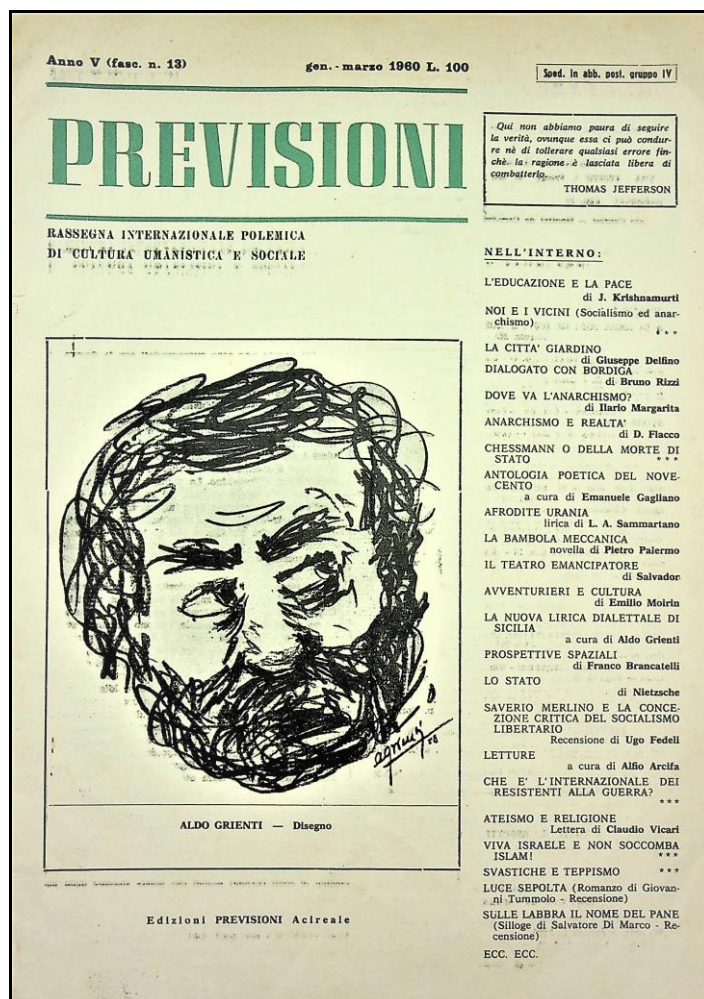 Anno V (fasc. n. 13)
gen. - marzo 1960 L. 100
Sped. in abb. post. gruppo IV
PREVISIONI
RASSEGNA INTERNAZIONALE POLEMICA
DI CULTURA UMANISTICA E SOCIALE
Qui non abbiamo paura di seguire
la verità, ovunque essa ci può condur-
re nè di tollerare qualsiasi errore fin-
chè la ragione è lasciata libera di
combatterlo.
THOMAS JEFFERSON
NELL'INTERNO:
L'EDUCAZIONE E LA PACE
di J. Krishnamurti
NOI E I VICINI (Socialismo ed anar-
chismo)
* * *
LA CITTA' GIARDINO
di Giuseppe Delfino
DIALOGATO CON BORDIGA
di Bruno Rizzi
DOVE VA L'ANARCHISMO?
di Ilario Margarita
ANARCHISMO E REALTA'
di D. Flacco
CHESSMANN O DELLA MORTE DI
STATO * * *
ANTOLOGIA POETICA DEL NOVE-
CENTO
a cura di Emanuele Gagliano
AFRODITE URANIA
lirica di L. A. Sammartano
LA BAMBOLA MECCANICA
novella di Pietro Palermo
IL TEATRO EMANCIPATORE
di Salvador
AVVENTURIERI E CULTURA
di Emilio Moirin
LA NUOVA LIRICA DIALETTALE DI
SICILIA
a cura di Aldo Grienti
PROSPETTIVE SPAZIALI
di Franco Brancatelli
LO STATO
di Nietzsche
SAVERIO MERLINO E LA CONCE-
ZIONE CRITICA DEL SOCIALISMO
LIBERTARIO
Recensione di Ugo Fedeli
LETTURE
a cura di Alfio Arcifa
CHE E' L'INTERNAZIONALE DEI
RESISTENTI ALLA GUERRA?
* * *
ATEISMO E RELIGIONE
Lettera di Claudio Vicari
VIVA ISRAELE E NON SOCCOMBA
ISLAM! * * *
SVASTICHE E TEPPISMO * * *
LUCE SEPOLTA (Romanzo di Giovan-
ni Tummolo - Recensione)
SULLE LABBRA IL NOME DEL PANE
(Silloge di Salvatore Di Marco - Re-
censione)
ECC. ECC.
ALDO GRIENTI — Disegno
Edizioni PREVISIONI Acireale